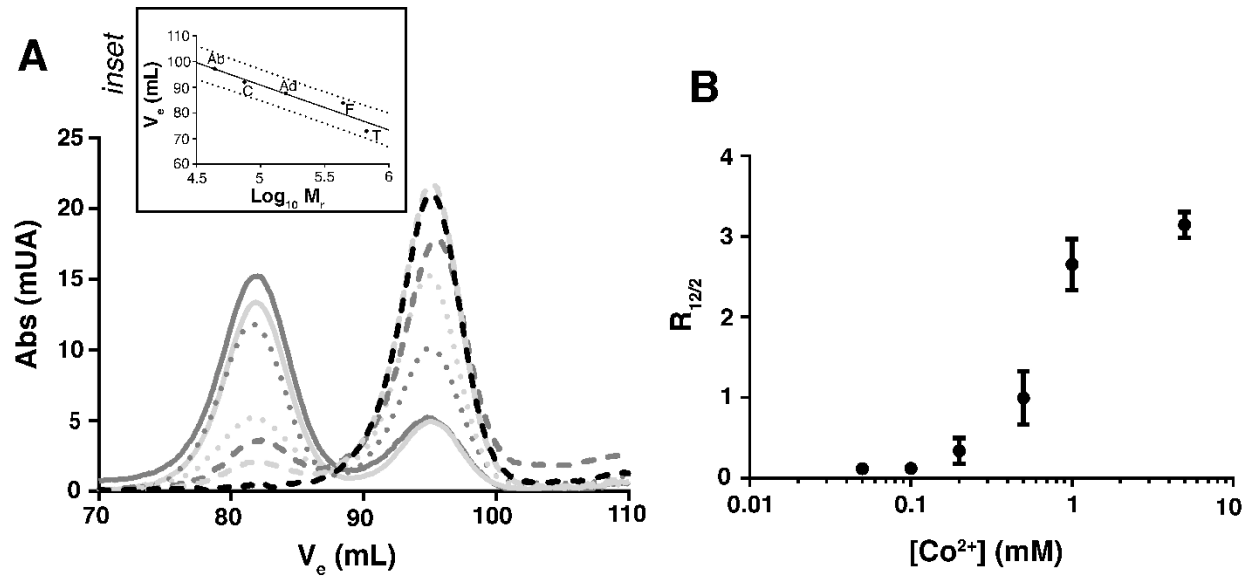 A
inset
110
100
90
80
70
60
V_e (mL)
Ab
C
Ad
F
T
4.5 5 5.5 6
Log₁₀ M_r
25
20
15
10
5
0
Abs (mUA)
70 80 90 100 110
V_e (mL)
B
4
3
2
1
0
R₁₂/₂
0.01 0.1 1 10
[Co²⁺] (mM)